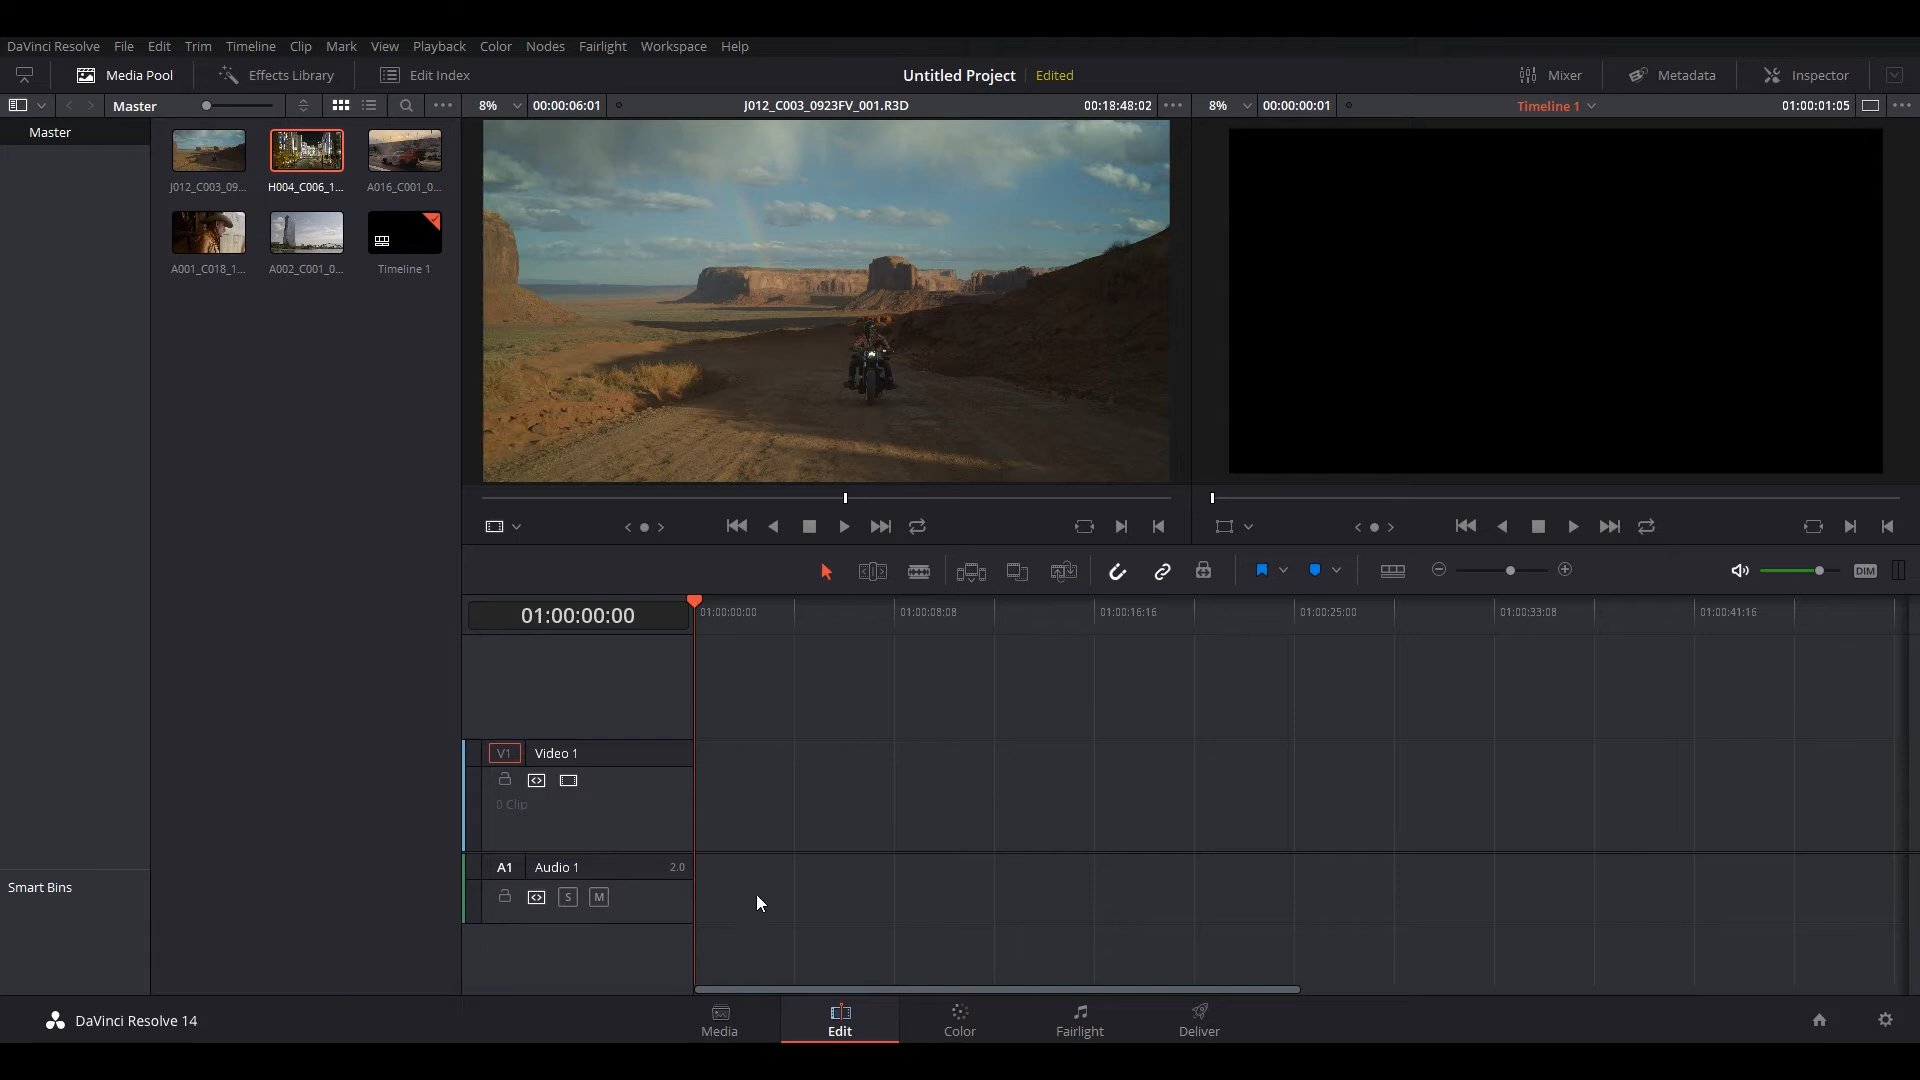 DaVinci Resolve File Edit Trim Timeline Clip Mark View Playback Color Nodes Fairlight Workspace Help
Media Pool Effects Library Edit Index Untitled Project Edited Mixer Metadata Inspector
Master 8% 00:00:06:01 J012_C003_0923FV_001.R3D 00:18:48:02 8% 00:00:00:01 Timeline 1 01:00:01:05
Master
J012_C003_09... H004_C006_1... A016_C001_0...
A001_C018_1... A002_C001_0... Timeline 1
DIM
01:00:00:00 01:00:00:00 01:00:08:08 01:00:16:16 01:00:25:00 01:00:33:08 01:00:41:16
V1 Video 1
0 Clip
A1 Audio 1 2.0
S M
Smart Bins
DaVinci Resolve 14 Media Edit Color Fairlight Deliver